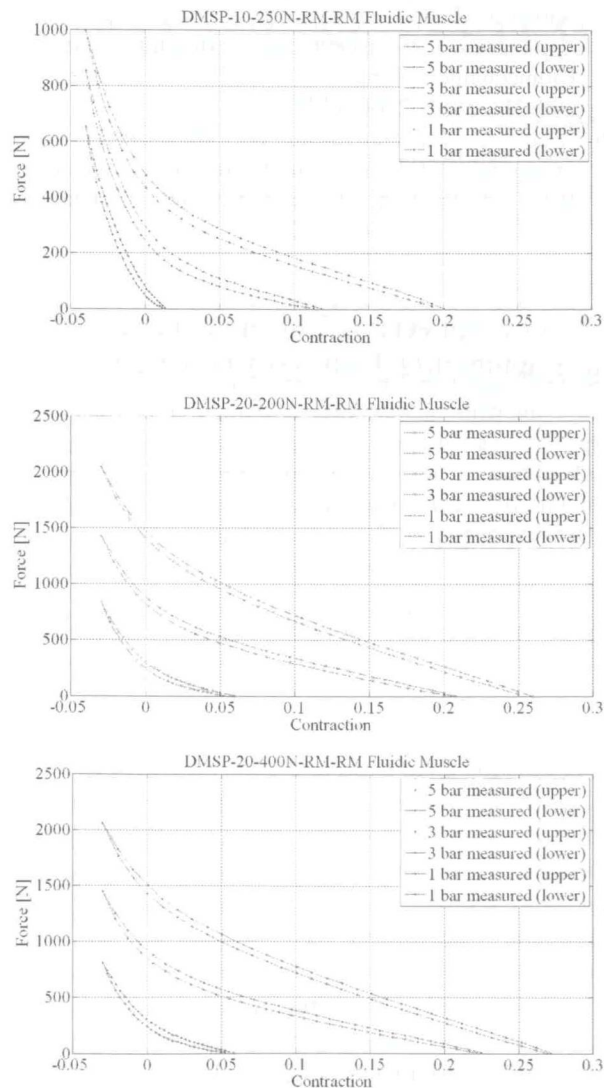 DMSP-10-250N-RM-RM Fluidic Muscle
1000
800
600
400
200
0
Force [N]
5 bar measured (upper)
5 bar measured (lower)
3 bar measured (upper)
3 bar measured (lower)
1 bar measured (upper)
1 bar measured (lower)
-0.05 0 0.05 0.1 0.15 0.2 0.25 0.3
Contraction
DMSP-20-200N-RM-RM Fluidic Muscle
2500
2000
1500
1000
500
0
Force [N]
5 bar measured (upper)
5 bar measured (lower)
3 bar measured (upper)
3 bar measured (lower)
1 bar measured (upper)
1 bar measured (lower)
-0.05 0 0.05 0.1 0.15 0.2 0.25 0.3
Contraction
DMSP-20-400N-RM-RM Fluidic Muscle
2500
2000
1500
1000
500
0
Force [N]
5 bar measured (upper)
5 bar measured (lower)
3 bar measured (upper)
3 bar measured (lower)
1 bar measured (upper)
1 bar measured (lower)
-0.05 0 0.05 0.1 0.15 0.2 0.25 0.3
Contraction